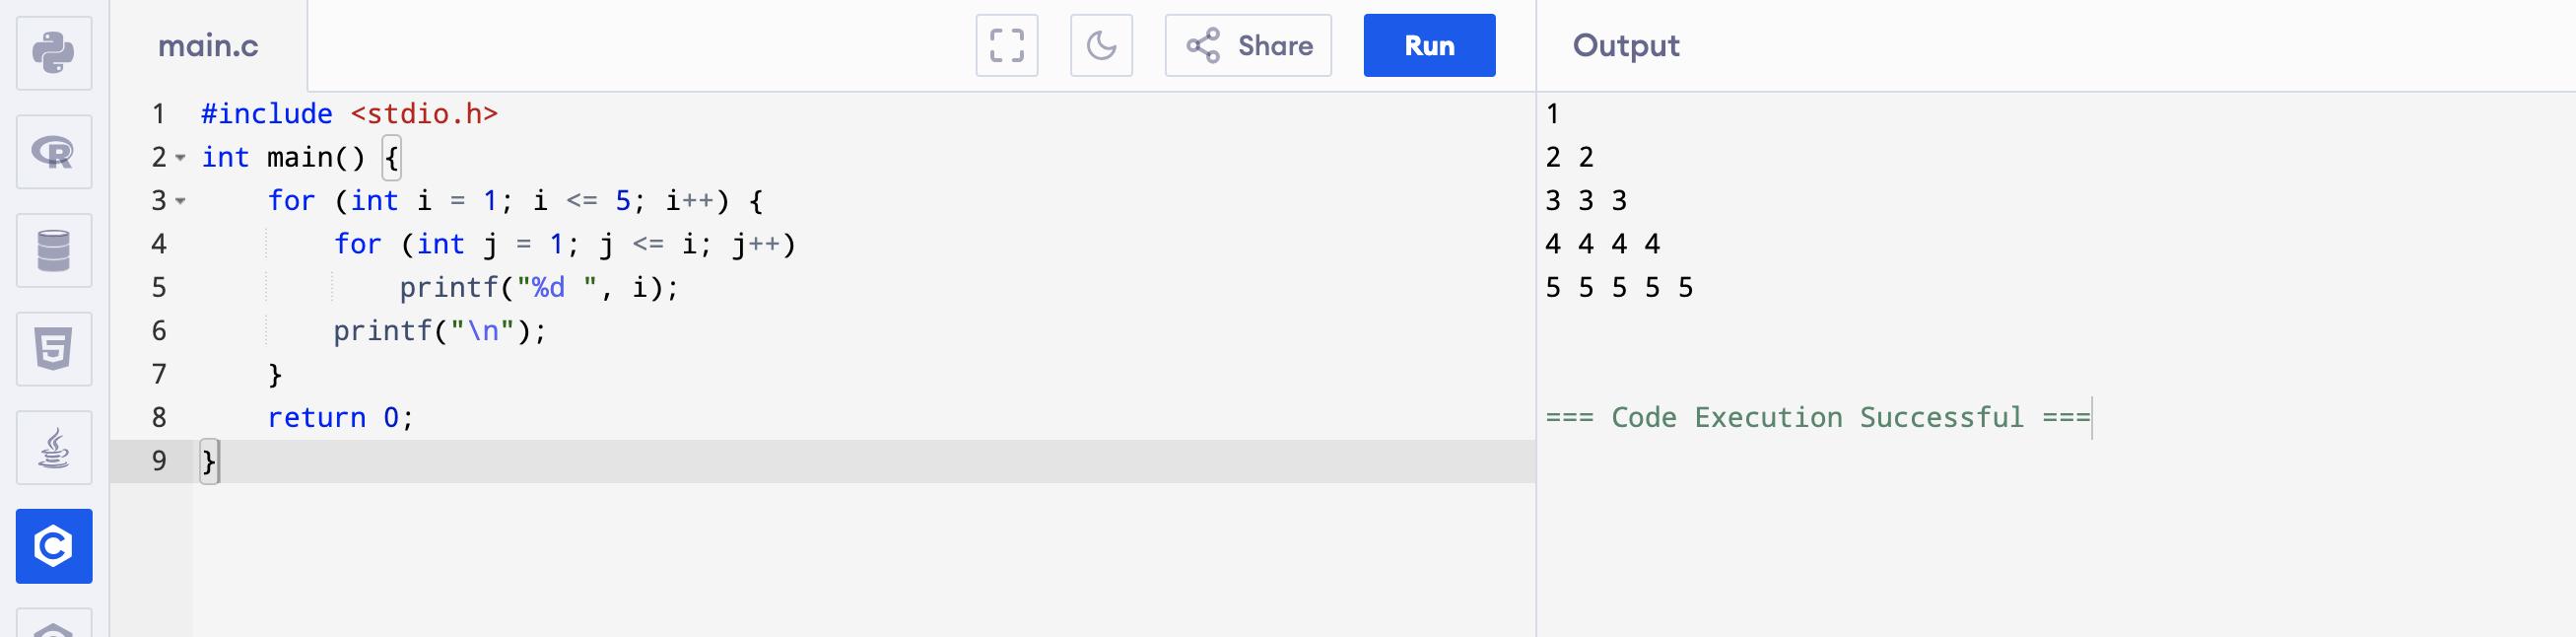 main.c
Share
Run
Output
1 #include <stdio.h>
2 int main() {
3     for (int i = 1; i <= 5; i++) {
4         for (int j = 1; j <= i; j++)
5             printf("%d ", i);
6         printf("\n");
7     }
8     return 0;
9 }
1
2 2
3 3 3
4 4 4 4
5 5 5 5 5
=== Code Execution Successful ===